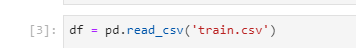 [3]: df = pd.read_csv('train.csv')